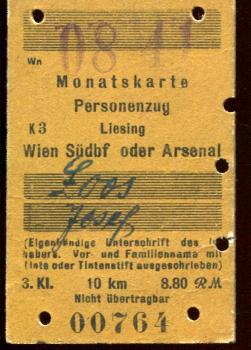 08 41
Wn
Monatskarte
Personenzug
K3 Liesing
Wien Südbf oder Arsenal
Loos
Josef
(Eigenhändige Unterschrift des In-
habers. Vor- und Familienname mit
Tinte oder Tintenstift ausgeschrieben)
3. Kl. 10 km 8.80 RM
Nicht übertragbar
00764